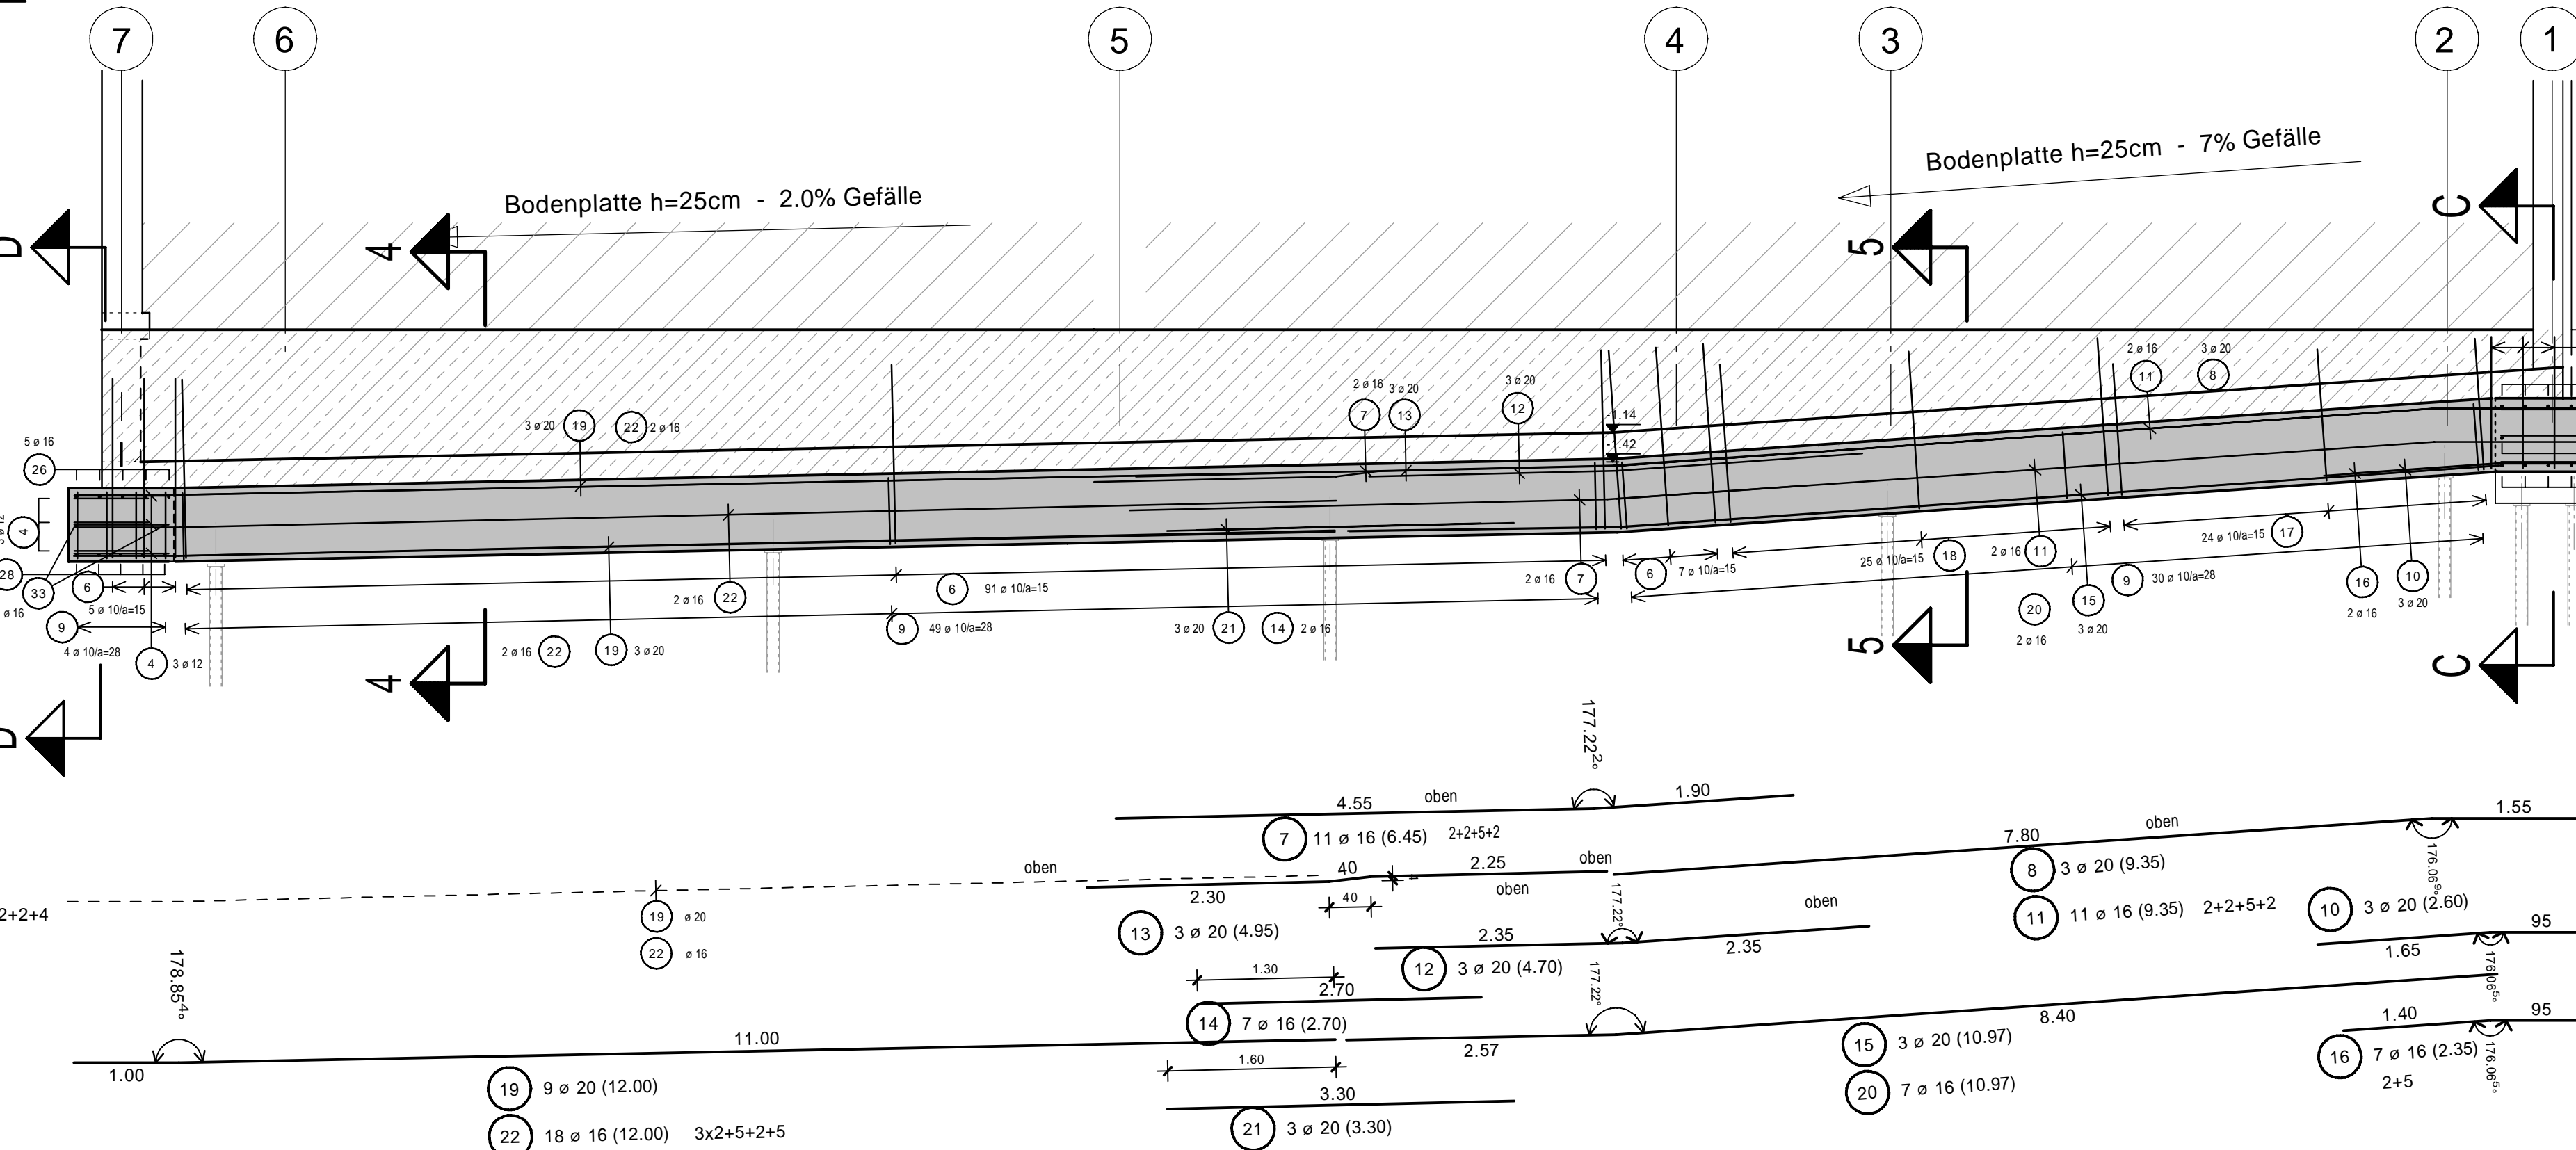 7 6 5 4 3 2 1
Bodenplatte h=25cm - 7% Gefälle
Bodenplatte h=25cm - 2.0% Gefälle
D 4 5 C
2 ø 16 3 ø 20
11 8
2 ø 16 3 ø 20 3 ø 20
7 13 12
-1.14
-1.42
3 ø 20 19 22 2 ø 16
5 ø 16
26
4
28
33
ø 16
6
5 ø 10/a=15
9
4 ø 10/a=28
4 3 ø 12
2 ø 16 22
6 91 ø 10/a=15
9 49 ø 10/a=28
2 ø 16 22 19 3 ø 20
3 ø 20 21 14 2 ø 16
2 ø 16 7
6 7 ø 10/a=15
25 ø 10/a=15 18
2 ø 16 11
24 ø 10/a=15 17
9 30 ø 10/a=28
20
2 ø 16
15
3 ø 20
16
2 ø 16
10
3 ø 20
D 4 5 C
177.22²°
4.55 oben 1.90
7 11 ø 16 (6.45) 2+2+5+2
oben 40 2.25 oben
2.30 40 oben
177.22°
13 3 ø 20 (4.95)
7.80 oben 1.55
176.06⁹°
8 3 ø 20 (9.35)
11 11 ø 16 (9.35) 2+2+5+2
10 3 ø 20 (2.60)
1.65 95
176.06⁵°
2+2+4
19 ø 20
22 ø 16
2.35 oben
2.35
12 3 ø 20 (4.70)
1.30
2.70
14 7 ø 16 (2.70)
178.85⁴°
1.00 11.00
19 9 ø 20 (12.00)
22 18 ø 16 (12.00) 3x2+5+2+5
177.22°
2.57 8.40
15 3 ø 20 (10.97)
20 7 ø 16 (10.97)
1.60
3.30
21 3 ø 20 (3.30)
1.40 95
176.06⁵°
16 7 ø 16 (2.35)
2+5